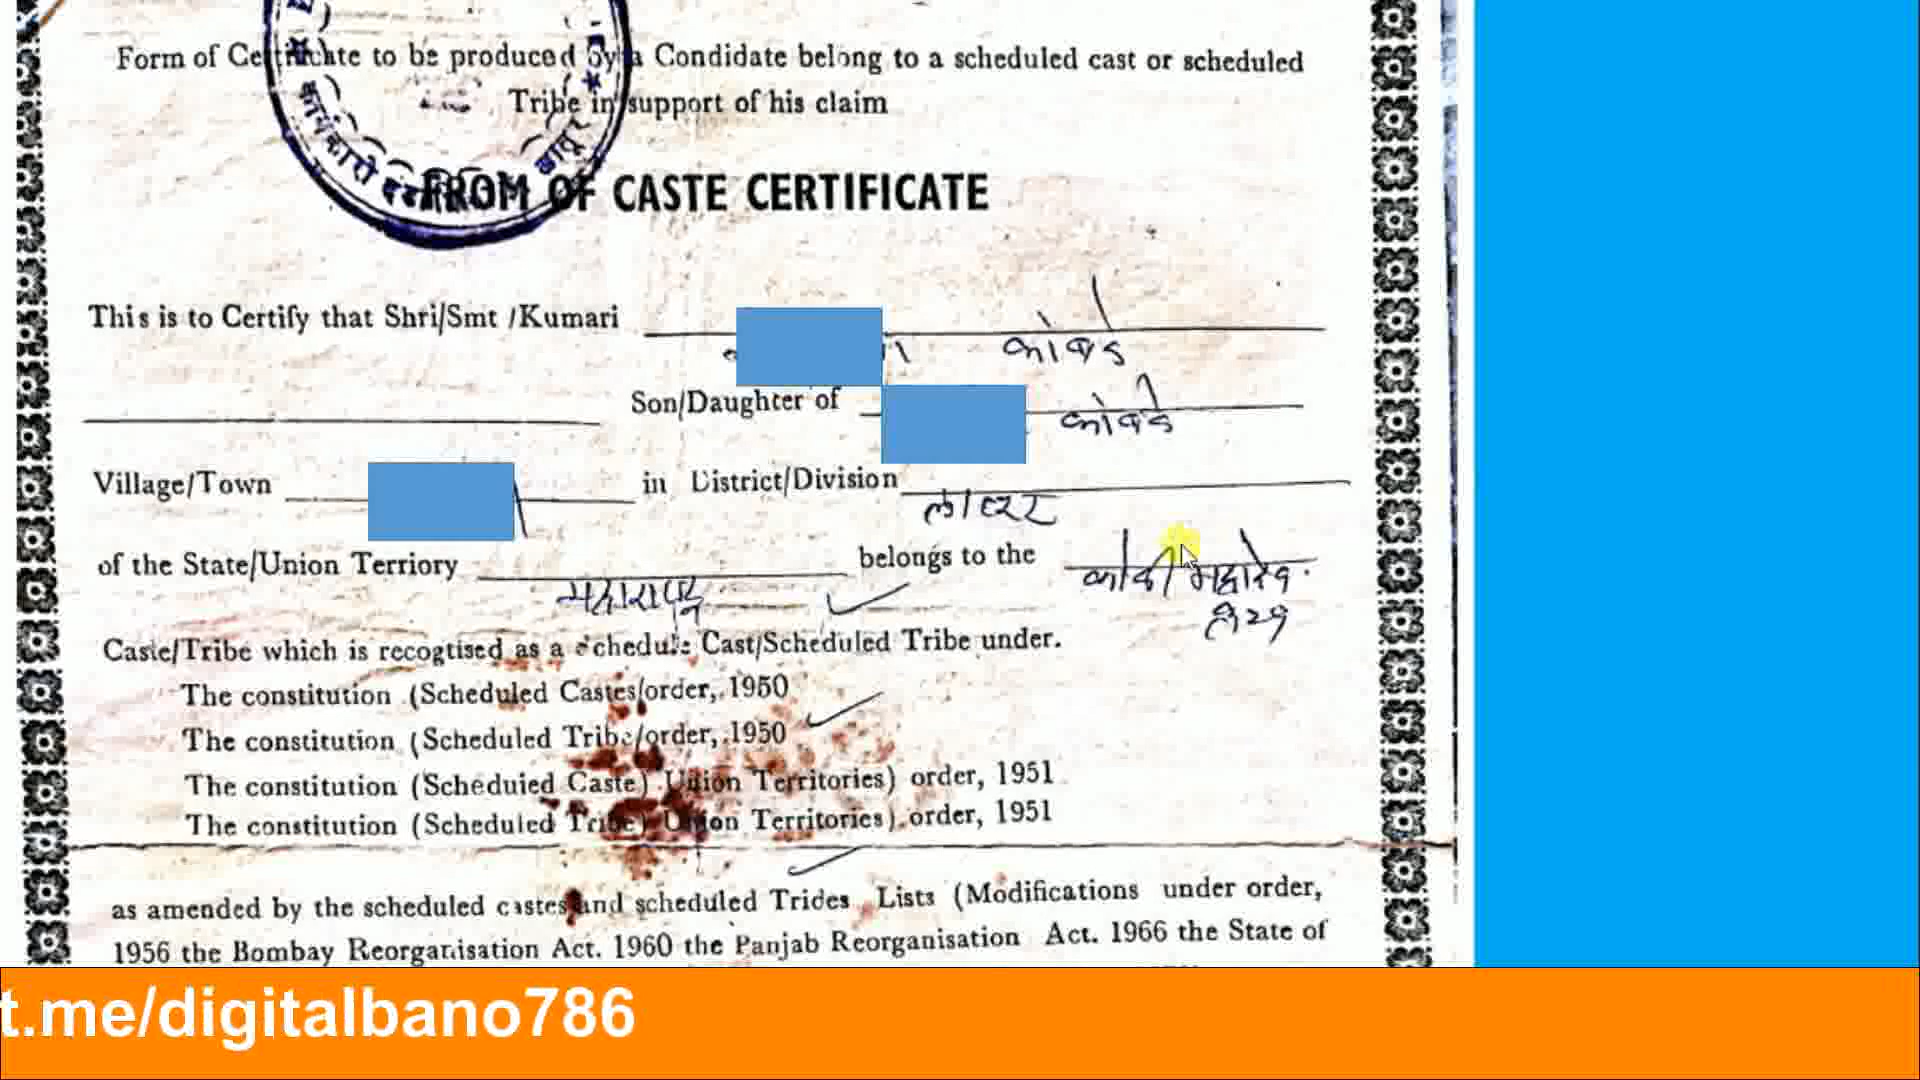 Form of Certificate to be produced by a Candidate belong to a scheduled cast or scheduled
Tribe in support of his claim
FROM OF CASTE CERTIFICATE
This is to Certify that Shri/Smt /Kumari
कांबळे
Son/Daughter of
कांबळे
Village/Town in District/Division
लातूर
of the State/Union Terriory belongs to the
महाराष्ट्र
कोळी महादेव
Caste/Tribe which is recogtised as a schedule Cast/Scheduled Tribe under.
The constitution (Scheduled Castes/order, 1950
The constitution (Scheduled Tribe/order, 1950
The constitution (Scheduied Caste) Union Territories) order, 1951
The constitution (Scheduled Tribe) Union Territories) order, 1951
as amended by the scheduled castes and scheduled Trides Lists (Modifications under order,
1956 the Bombay Reorganisation Act. 1960 the Panjab Reorganisation Act. 1966 the State of
t.me/digitalbano786